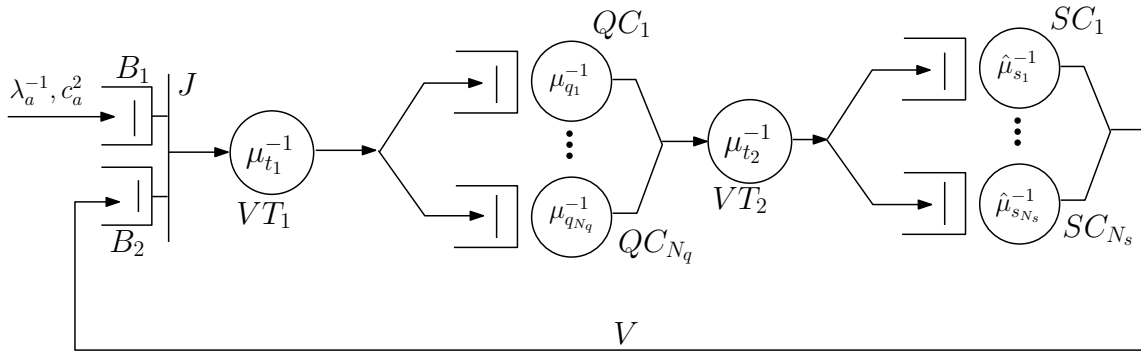 λ_a^{-1}, c_a^2
B_1
J
B_2
μ_{t_1}^{-1}
VT_1
QC_1
μ_{q_1}^{-1}
μ_{q_{N_q}}^{-1}
QC_{N_q}
μ_{t_2}^{-1}
VT_2
SC_1
μ̂_{s_1}^{-1}
μ̂_{s_{N_s}}^{-1}
SC_{N_s}
V